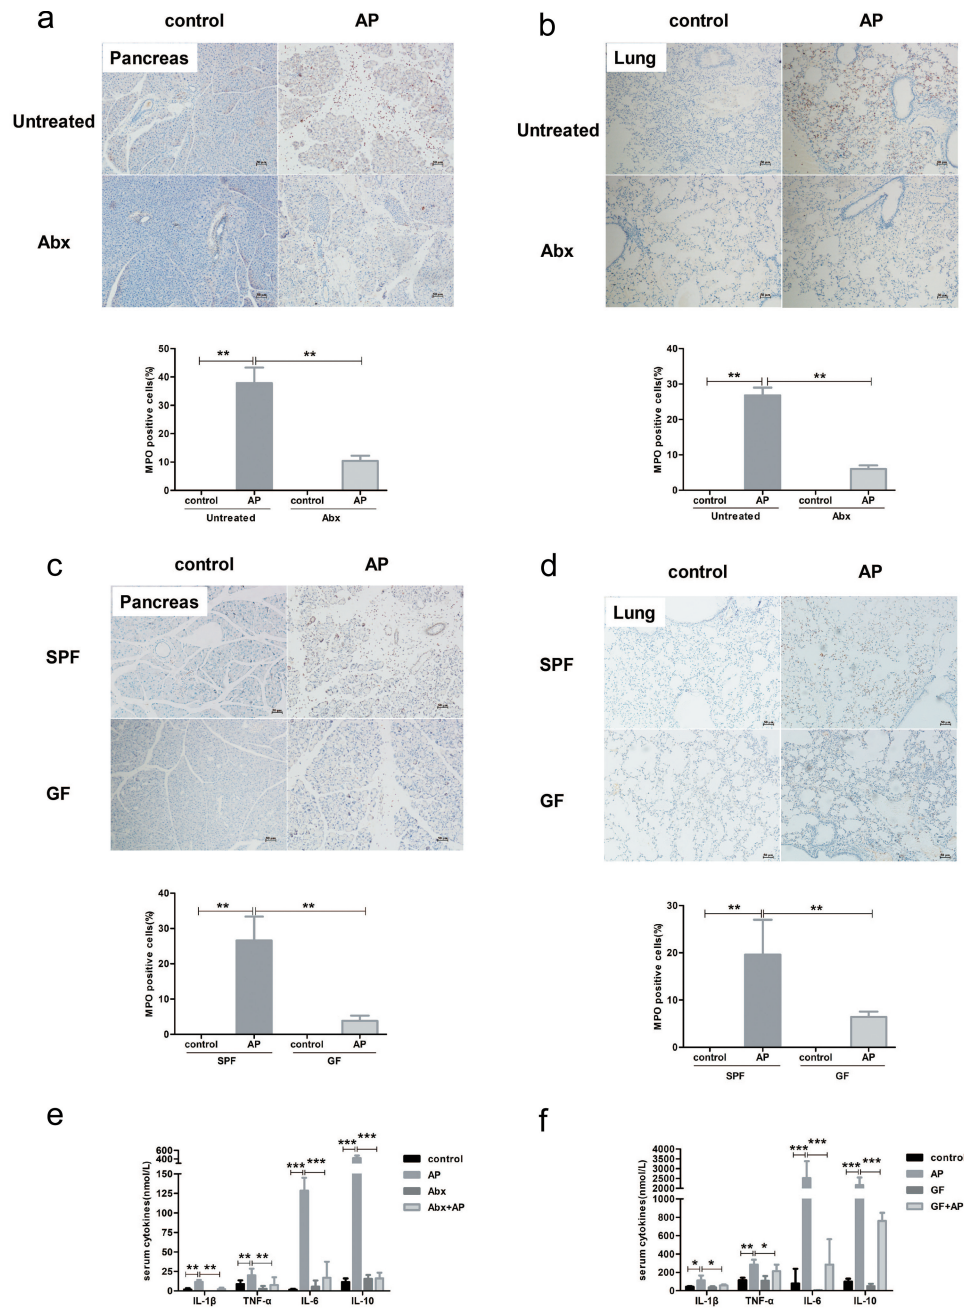 a
control
AP
Pancreas
Untreated
Abx
50
40
30
20
10
0
MPO positive cells(%)
**
**
control
AP
control
AP
Untreated
Abx
b
control
AP
Lung
Untreated
Abx
40
30
20
10
0
MPO positive cells(%)
**
**
control
AP
control
AP
Untreated
Abx
c
control
AP
Pancreas
SPF
GF
40
30
20
10
0
MPO positive cells(%)
**
**
control
AP
control
AP
SPF
GF
d
control
AP
Lung
SPF
GF
30
20
10
0
MPO positive cells(%)
**
**
control
AP
control
AP
SPF
GF
e
600
400
150
125
100
75
50
25
0
serum cytokines(nmol/L)
** **
** **
*** ***
*** ***
IL-1β TNF-α IL-6 IL-10
control
AP
Abx
Abx+AP
f
4000
3500
3000
2500
2000
1000
800
600
400
200
0
serum cytokines(nmol/L)
* *
** *
*** ***
*** ***
IL-1β TNF-α IL-6 IL-10
control
AP
GF
GF+AP